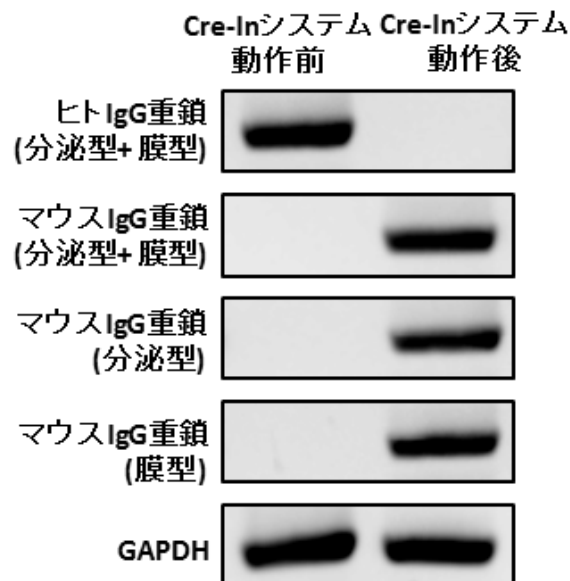 Cre-Inシステム Cre-Inシステム
動作前 動作後
ヒトIgG重鎖
(分泌型+ 膜型)
マウスIgG重鎖
(分泌型+ 膜型)
マウスIgG重鎖
(分泌型)
マウスIgG重鎖
(膜型)
GAPDH